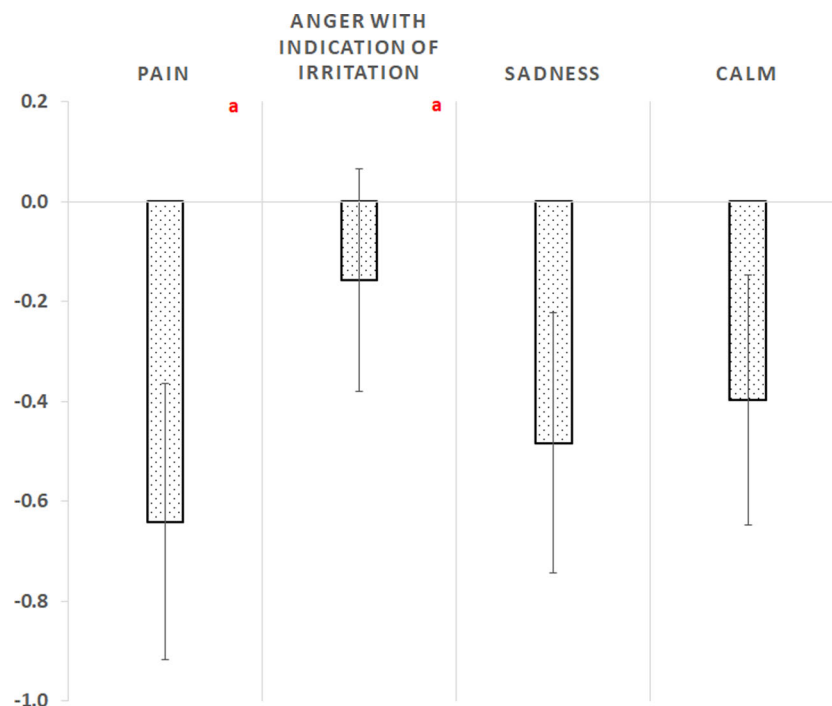 ANGER WITH
INDICATION OF
IRRITATION
PAIN
SADNESS
CALM
a
a
0.2
0.0
-0.2
-0.4
-0.6
-0.8
-1.0